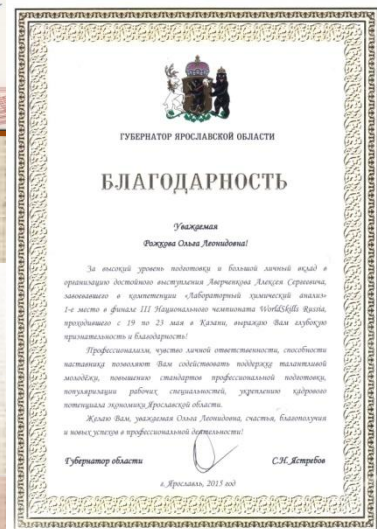 ГУБЕРНАТОР ЯРОСЛАВСКОЙ ОБЛАСТИ
БЛАГОДАРНОСТЬ
Уважаемая
Рожкова Ольга Леонидовна!
За высокий уровень подготовки и большой личный вклад в
организацию достойного выступления Аверченкова Алексея Сергеевича,
завоевавшего в компетенции «Лабораторный химический анализ»
1-е место в финале III Национального чемпионата WorldSkills Russia,
проходившего с 19 по 23 мая в Казани, выражаю Вам глубокую
признательность и благодарность!
Профессионализм, чувство личной ответственности, способности
наставника позволяют Вам содействовать поддержке талантливой
молодёжи, повышению стандартов профессиональной подготовки,
популяризации рабочих специальностей, укреплению кадрового
потенциала экономики Ярославской области.
Желаю Вам, уважаемая Ольга Леонидовна, счастья, благополучия
и новых успехов в профессиональной деятельности!
Губернатор области С.Н. Ястребов
г. Ярославль, 2015 год